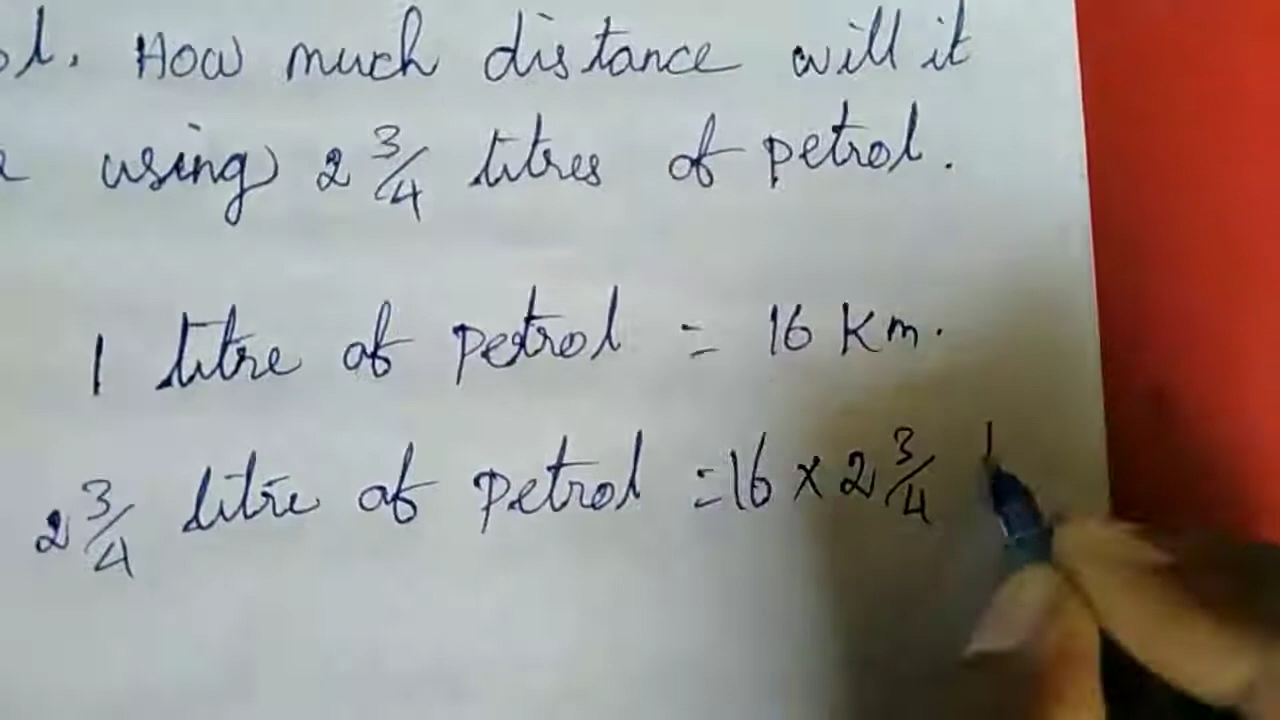 ol. How much distance will it
using 2 3/4 litres of petrol.
1 litre of petrol = 16 Km.
2 3/4 litre of petrol = 16 × 2 3/4